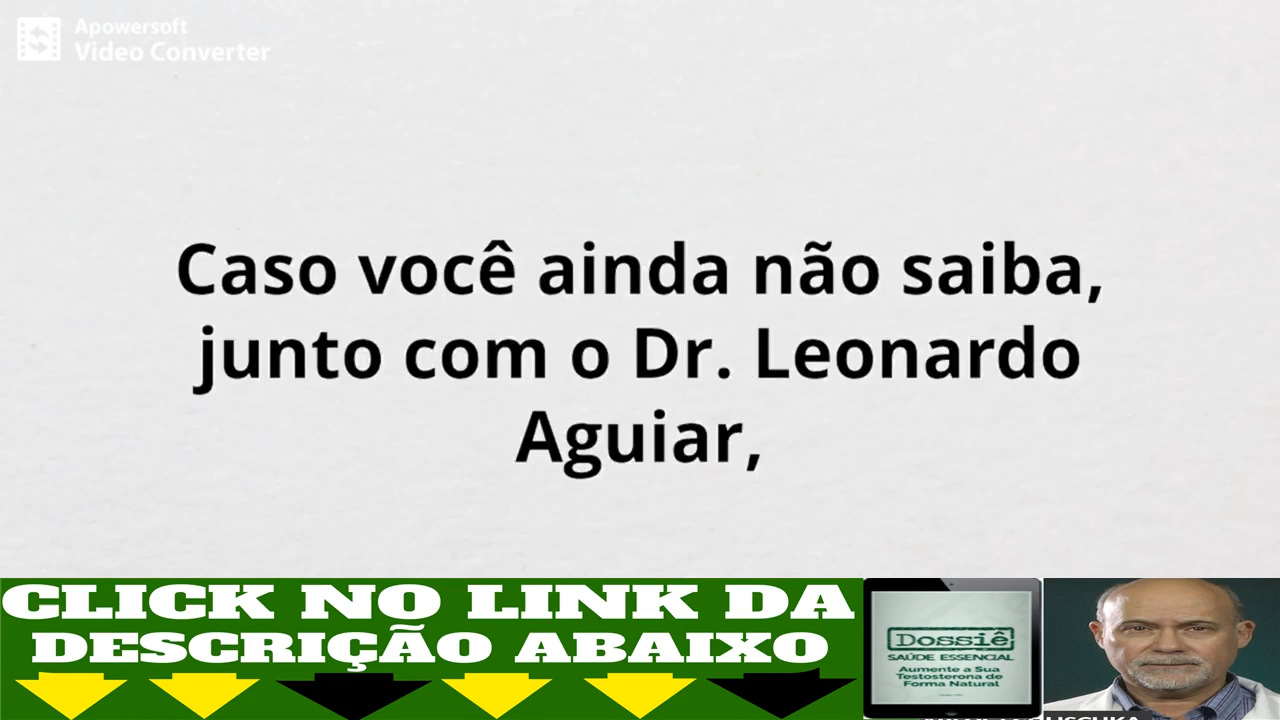 Apowersoft
Video Converter
Caso você ainda não saiba,
junto com o Dr. Leonardo
Aguiar,
CLICK NO LINK DA
DESCRIÇÃO ABAIXO
Dossiê
SAÚDE ESSENCIAL
Aumente a Sua
Testosterona de
Forma Natural